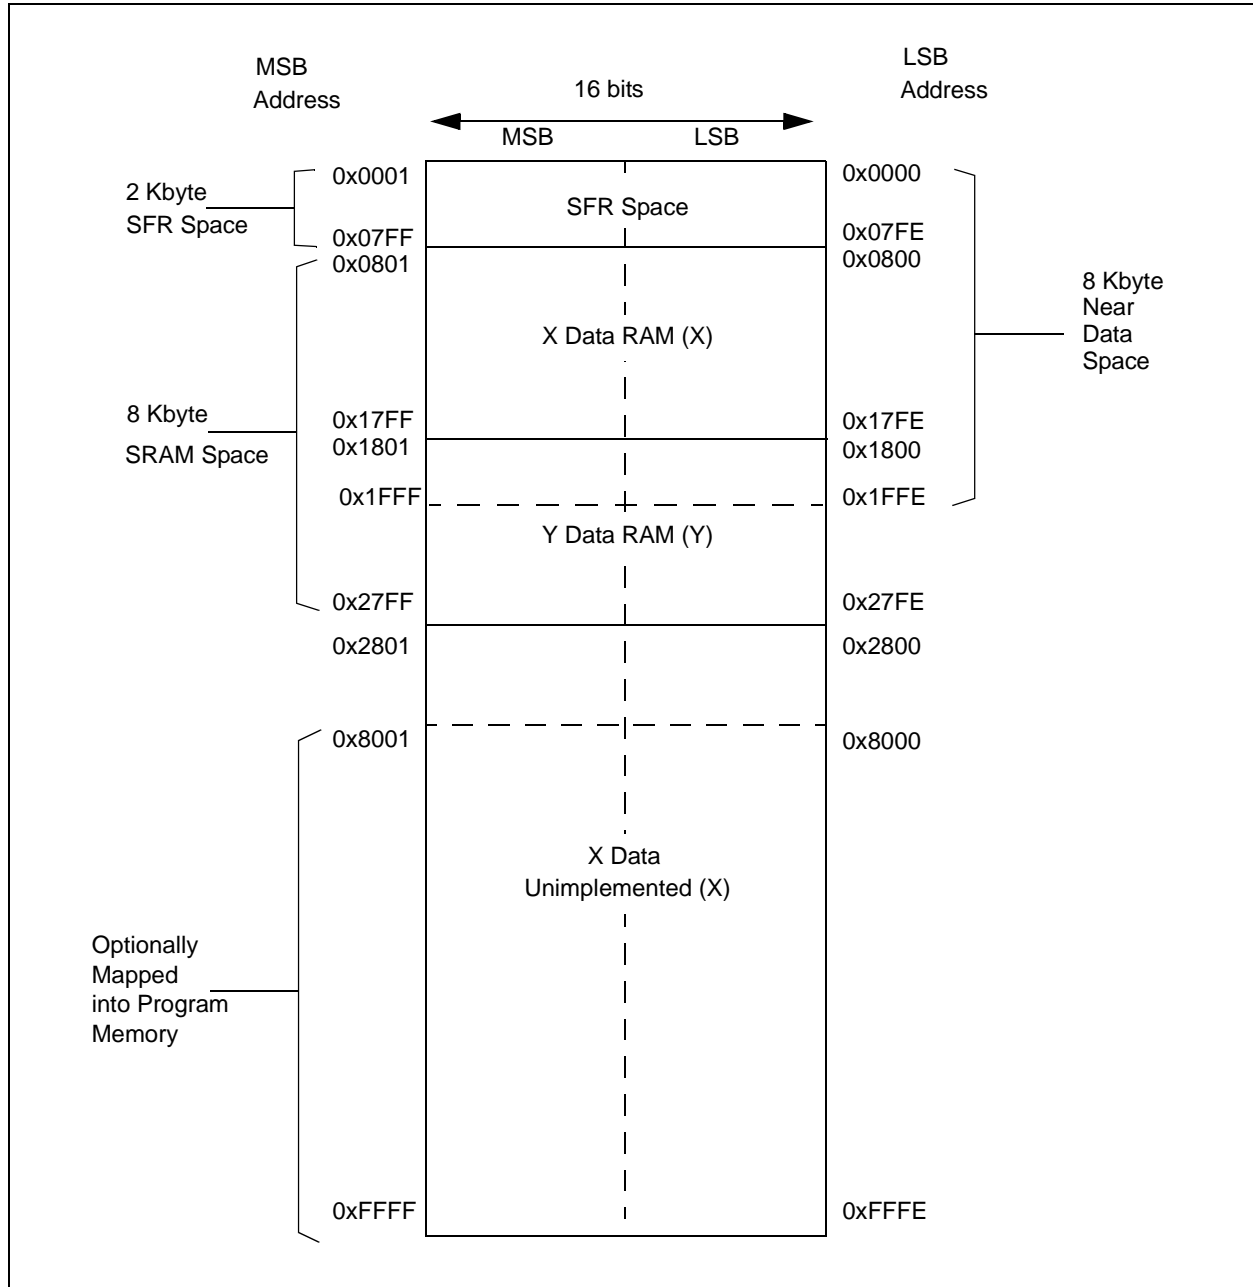 MSB
Address
LSB
Address
16 bits
MSB
LSB
0x0001
0x0000
2 Kbyte
SFR Space
SFR Space
0x07FF
0x07FE
0x0801
0x0800
8 Kbyte
Near
Data
Space
X Data RAM (X)
8 Kbyte
SRAM Space
0x17FF
0x17FE
0x1801
0x1800
0x1FFF
0x1FFE
Y Data RAM (Y)
0x27FF
0x27FE
0x2801
0x2800
0x8001
0x8000
X Data
Unimplemented (X)
Optionally
Mapped
into Program
Memory
0xFFFF
0xFFFE